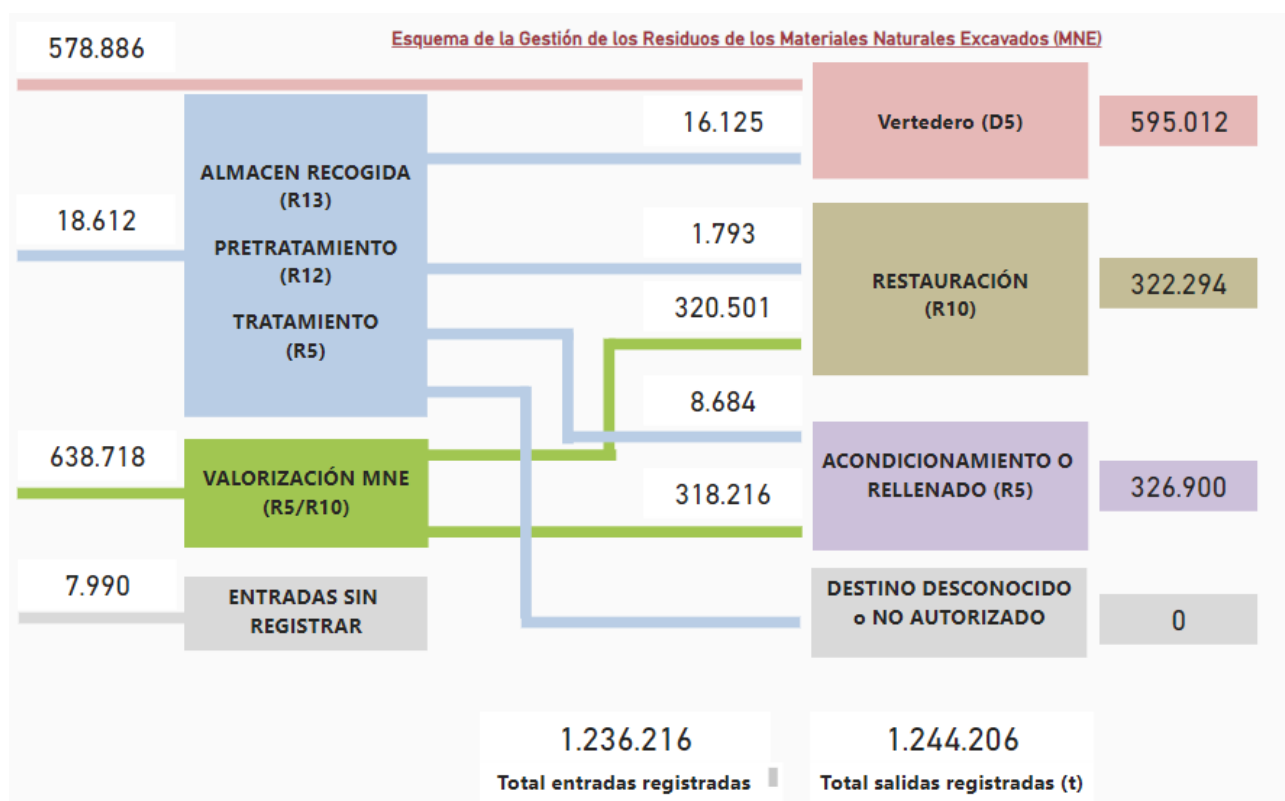 Esquema de la Gestión de los Residuos de los Materiales Naturales Excavados (MNE)
578.886
16.125
Vertedero (D5)
595.012
18.612
ALMACEN RECOGIDA
(R13)
PRETRATAMIENTO
(R12)
TRATAMIENTO
(R5)
1.793
320.501
RESTAURACIÓN
(R10)
322.294
638.718
VALORIZACIÓN MNE
(R5/R10)
8.684
318.216
ACONDICIONAMIENTO O
RELLENADO (R5)
326.900
7.990
ENTRADAS SIN
REGISTRAR
DESTINO DESCONOCIDO
o NO AUTORIZADO
0
1.236.216
Total entradas registradas
1.244.206
Total salidas registradas (t)